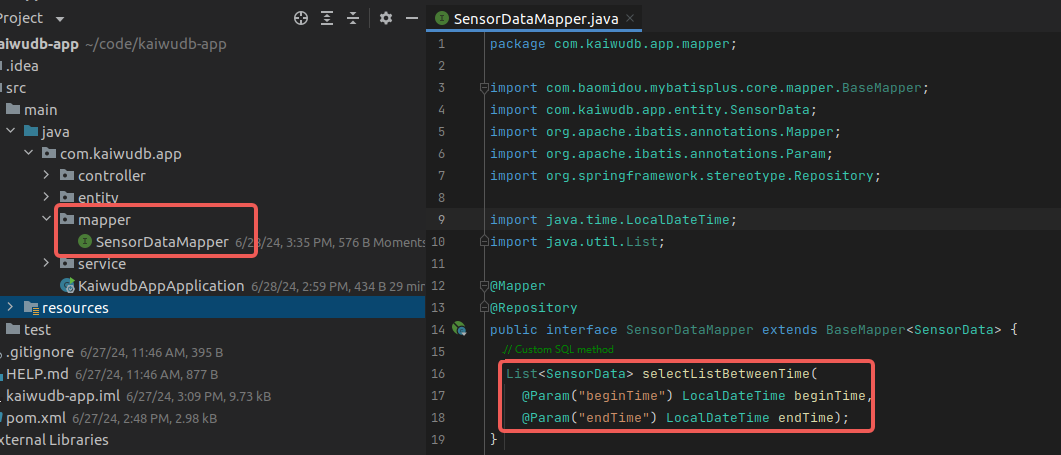 Project
aiwudb-app ~/code/kaiwudb-app
.idea
src
main
java
com.kaiwudb.app
controller
entity
mapper
SensorDataMapper 6/28/24, 3:35 PM, 576 B Moments
service
KaiwudbAppApplication 6/28/24, 2:59 PM, 434 B 29 min
resources
test
.gitignore 6/27/24, 11:46 AM, 395 B
HELP.md 6/27/24, 11:46 AM, 877 B
kaiwudb-app.iml 6/27/24, 3:09 PM, 9.73 kB
pom.xml 6/27/24, 2:48 PM, 2.98 kB
xternal Libraries
SensorDataMapper.java
1 package com.kaiwudb.app.mapper;
2
3 import com.baomidou.mybatisplus.core.mapper.BaseMapper;
4 import com.kaiwudb.app.entity.SensorData;
5 import org.apache.ibatis.annotations.Mapper;
6 import org.apache.ibatis.annotations.Param;
7 import org.springframework.stereotype.Repository;
8
9 import java.time.LocalDateTime;
10 import java.util.List;
11
12 @Mapper
13 @Repository
14 public interface SensorDataMapper extends BaseMapper<SensorData> {
15 // Custom SQL method
16 List<SensorData> selectListBetweenTime(
17 @Param("beginTime") LocalDateTime beginTime,
18 @Param("endTime") LocalDateTime endTime);
19 }